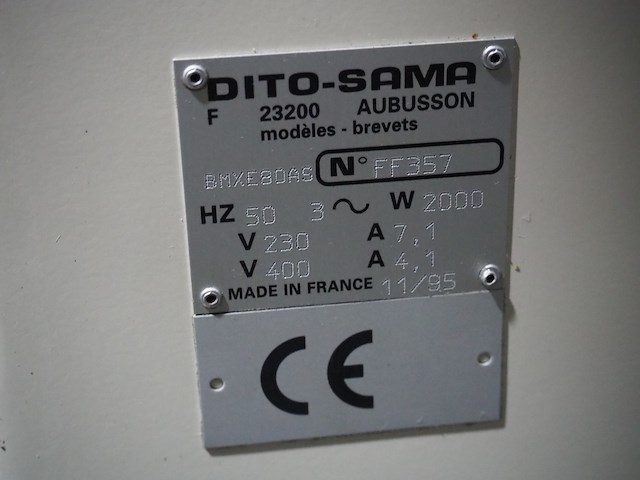 DITO-SAMA
F 23200 AUBUSSON
modèles - brevets
BMXE80AS N° FF357
HZ 50 3 ~ W 2000
V 230 A 7,1
V 400 A 4,1
MADE IN FRANCE 11/95
CE